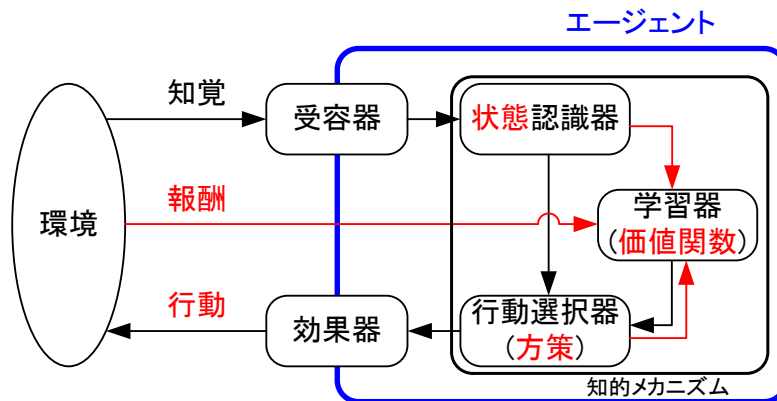 エージェント
知覚
受容器
状態認識器
環境
報酬
学習器
(価値関数)
行動
効果器
行動選択器
(方策)
知的メカニズム